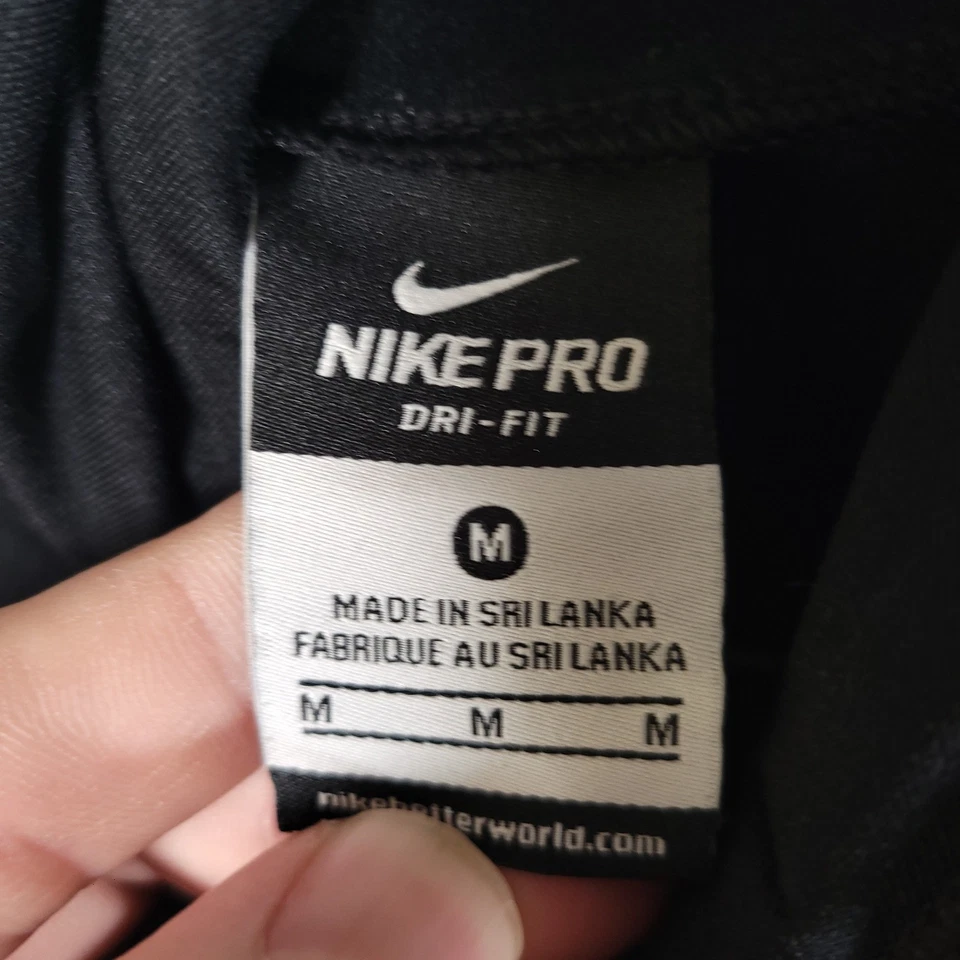 NIKE PRO
DRI-FIT
M
MADE IN SRI LANKA
FABRIQUE AU SRI LANKA
M M M
nikebetterworld.com